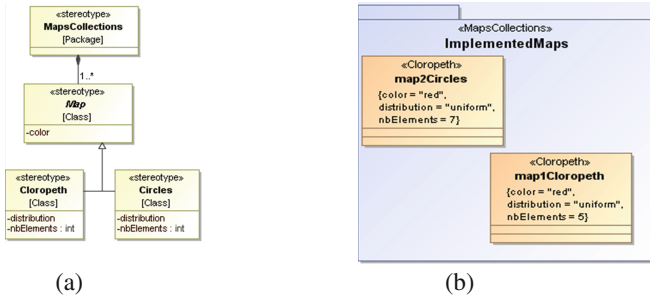 «stereotype»
MapsCollections
[Package]
1..*
«stereotype»
Map
[Class]
-color
«stereotype»
Cloropeth
[Class]
-distribution
-nbElements : int
«stereotype»
Circles
[Class]
-distribution
-nbElements : int
(a)
«MapsCollections»
ImplementedMaps
«Cloropeth»
map2Circles
{color = "red",
distribution = "uniform",
nbElements = 7}
«Cloropeth»
map1Cloropeth
{color = "red",
distribution = "uniform",
nbElements = 5}
(b)